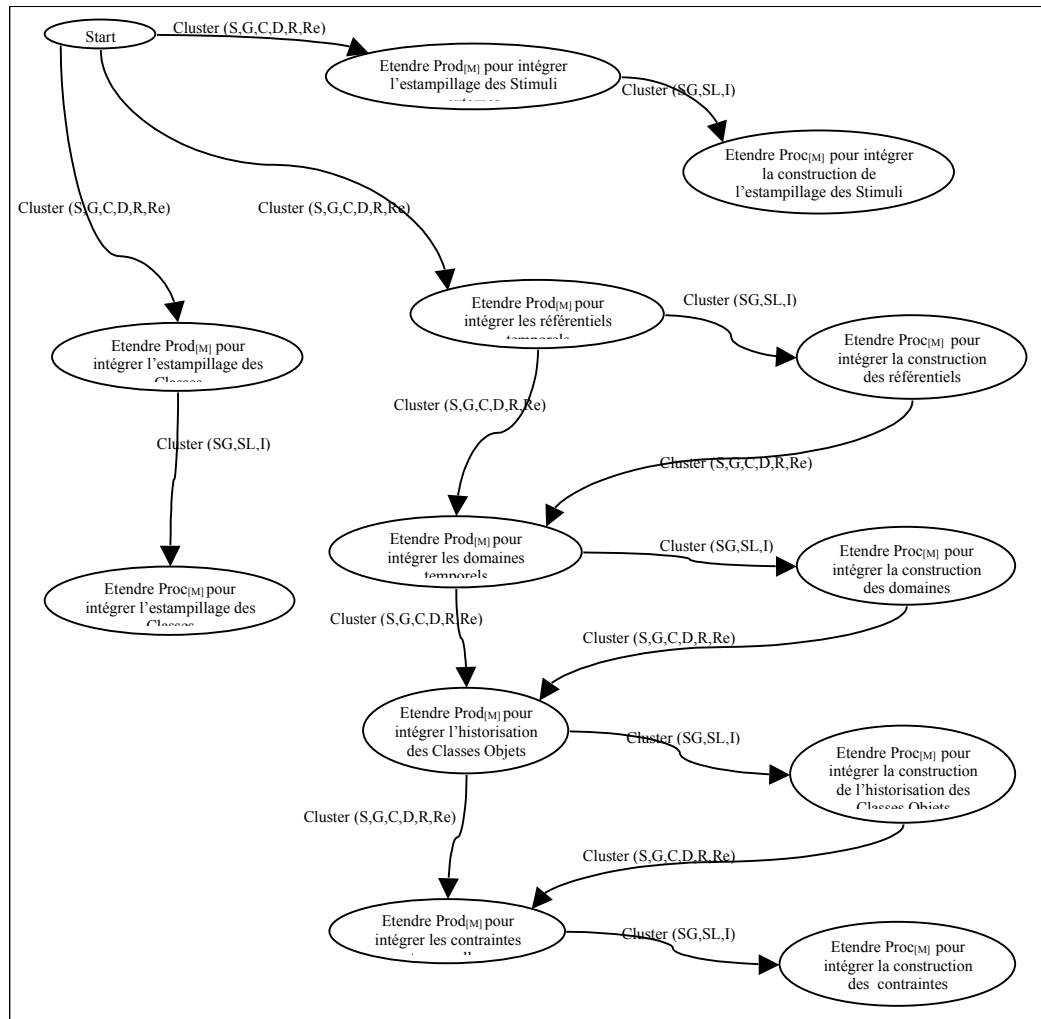 Start
Cluster (S,G,C,D,R,Re)
Etendre Prod[M] pour intégrer
l'estampillage des Stimuli
Cluster (SG,SL,I)
Etendre Proc[M] pour intégrer
la construction de
l'estampillage des Stimuli
Cluster (S,G,C,D,R,Re)
Cluster (S,G,C,D,R,Re)
Etendre Prod[M] pour
intégrer les référentiels
temporels
Cluster (SG,SL,I)
Etendre Proc[M] pour
intégrer la construction
des référentiels
Etendre Prod[M] pour
intégrer l'estampillage des
Classes
Cluster (S,G,C,D,R,Re)
Cluster (SG,SL,I)
Cluster (S,G,C,D,R,Re)
Etendre Prod[M] pour
intégrer les domaines
temporels
Cluster (SG,SL,I)
Etendre Proc[M] pour
intégrer la construction
des domaines
Etendre Proc[M] pour
intégrer l'estampillage des
Classes
Cluster (S,G,C,D,R,Re)
Cluster (S,G,C,D,R,Re)
Etendre Prod[M] pour
intégrer l'historisation
des Classes Objets
Cluster (SG,SL,I)
Etendre Proc[M] pour
intégrer la construction
de l'historisation des
Classes Objets
Cluster (S,G,C,D,R,Re)
Cluster (S,G,C,D,R,Re)
Etendre Prod[M] pour
intégrer les contraintes
Cluster (SG,SL,I)
Etendre Proc[M] pour
intégrer la construction
des contraintes